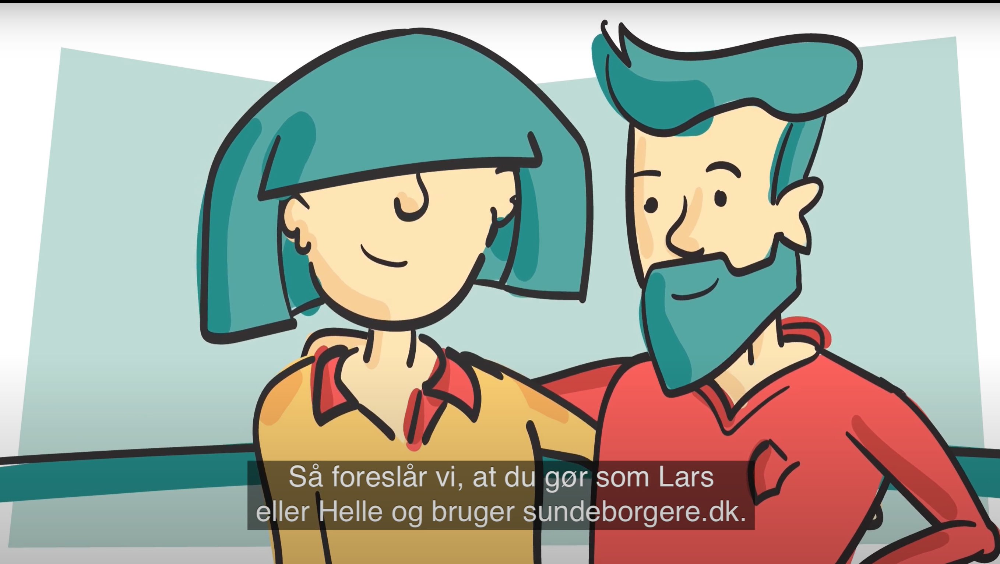 Så foreslår vi, at du gør som Lars
eller Helle og bruger sundeborgere.dk.